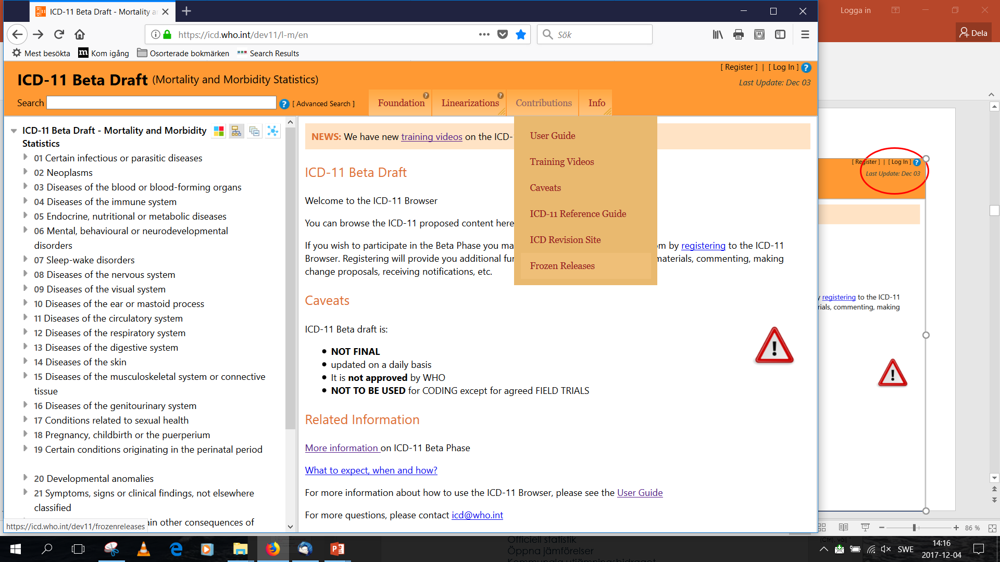 ICD-11 Beta Draft - Mortality a
https://icd.who.int/dev11/l-m/en
Sök
Mest besökta
Kom igång
Osorterade bokmärken
Search Results
ICD-11 Beta Draft (Mortality and Morbidity Statistics)
[ Register ] | [ Log In ] ?
Last Update: Dec 03
Search
? [ Advanced Search ]
Foundation ?
Linearizations ?
Contributions
Info
ICD-11 Beta Draft - Mortality and Morbidity
Statistics
01 Certain infectious or parasitic diseases
02 Neoplasms
03 Diseases of the blood or blood-forming organs
04 Diseases of the immune system
05 Endocrine, nutritional or metabolic diseases
06 Mental, behavioural or neurodevelopmental
disorders
07 Sleep-wake disorders
08 Diseases of the nervous system
09 Diseases of the visual system
10 Diseases of the ear or mastoid process
11 Diseases of the circulatory system
12 Diseases of the respiratory system
13 Diseases of the digestive system
14 Diseases of the skin
15 Diseases of the musculoskeletal system or connective
tissue
16 Diseases of the genitourinary system
17 Conditions related to sexual health
18 Pregnancy, childbirth or the puerperium
19 Certain conditions originating in the perinatal period
20 Developmental anomalies
21 Symptoms, signs or clinical findings, not elsewhere
classified
ain other consequences of
https://icd.who.int/dev11/frozenreleases
NEWS: We have new training videos on the ICD-
ICD-11 Beta Draft
Welcome to the ICD-11 Browser
You can browse the ICD-11 proposed content here
If you wish to participate in the Beta Phase you ma
m by registering to the ICD-11
Browser. Registering will provide you additional fu
materials, commenting, making
change proposals, receiving notifications, etc.
User Guide
Training Videos
Caveats
ICD-11 Reference Guide
ICD Revision Site
Frozen Releases
Caveats
ICD-11 Beta draft is:
● NOT FINAL
● updated on a daily basis
● It is not approved by WHO
● NOT TO BE USED for CODING except for agreed FIELD TRIALS
Related Information
More information on ICD-11 Beta Phase
What to expect, when and how?
For more information about how to use the ICD-11 Browser, please see the User Guide
For more questions, please contact icd@who.int
Logga in
Dela
[ Register ] | [ Log In ] ?
Last Update: Dec 03
y registering to the ICD-11
rials, commenting, making
86 %
Officiell statistik
Öppna jämförelser
SWE
14:16
2017-12-04